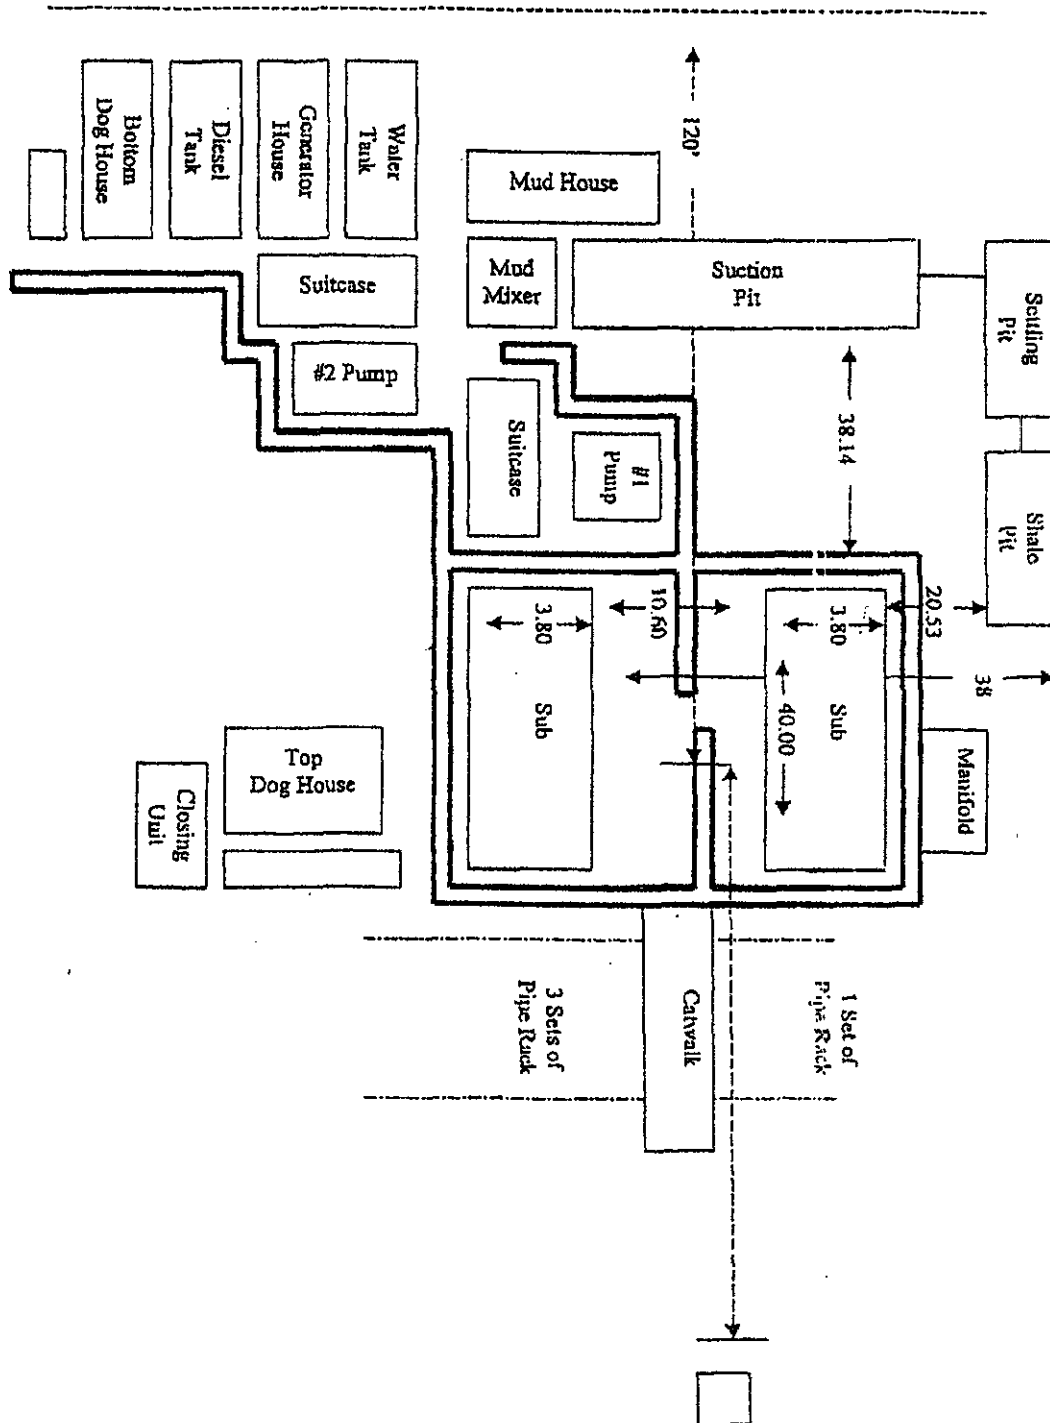 Bottom
Dog House
Diesel
Tank
Generator
House
Water
Tank
Mud House
120'
Suitcase
Mud
Mixer
Suction
Pit
Settling
Pit
#2 Pump
Suitcase
#1
Pump
38.14
Shale
Pit
3.80
10.60
3.80
20.53
38
Sub
40.00
Sub
Top
Dog House
Manifold
Closing
Unit
3 Sets of
Pipe Rack
Catwalk
1 Set of
Pipe Rack